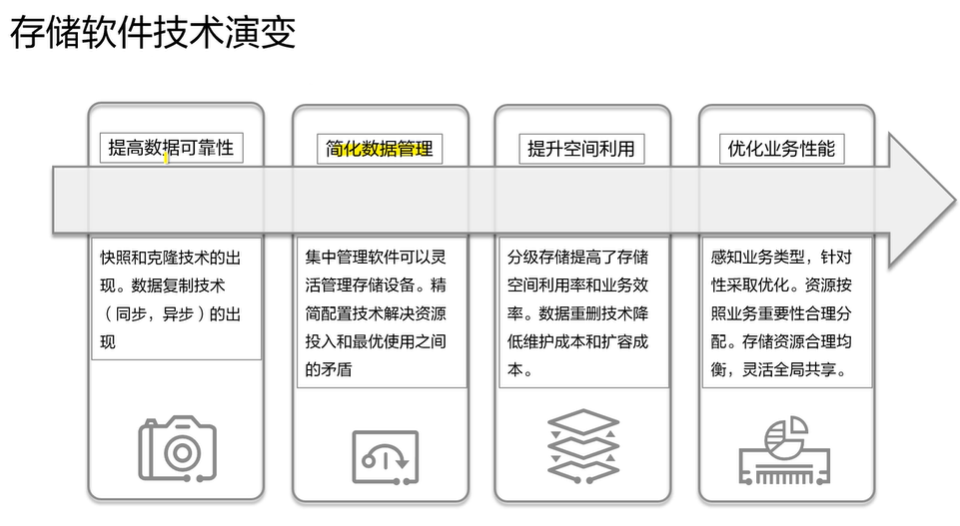 存储软件技术演变
提高数据可靠性
快照和克隆技术的出
现。数据复制技术
（同步，异步）的出
现
简化数据管理
集中管理软件可以灵
活管理存储设备。精
简配置技术解决资源
投入和最优使用之间
的矛盾
提升空间利用
分级存储提高了存储
空间利用率和业务效
率。数据重删技术降
低维护成本和扩容成
本。
优化业务性能
感知业务类型，针对
性采取优化。资源按
照业务重要性合理分
配。存储资源合理均
衡，灵活全局共享。